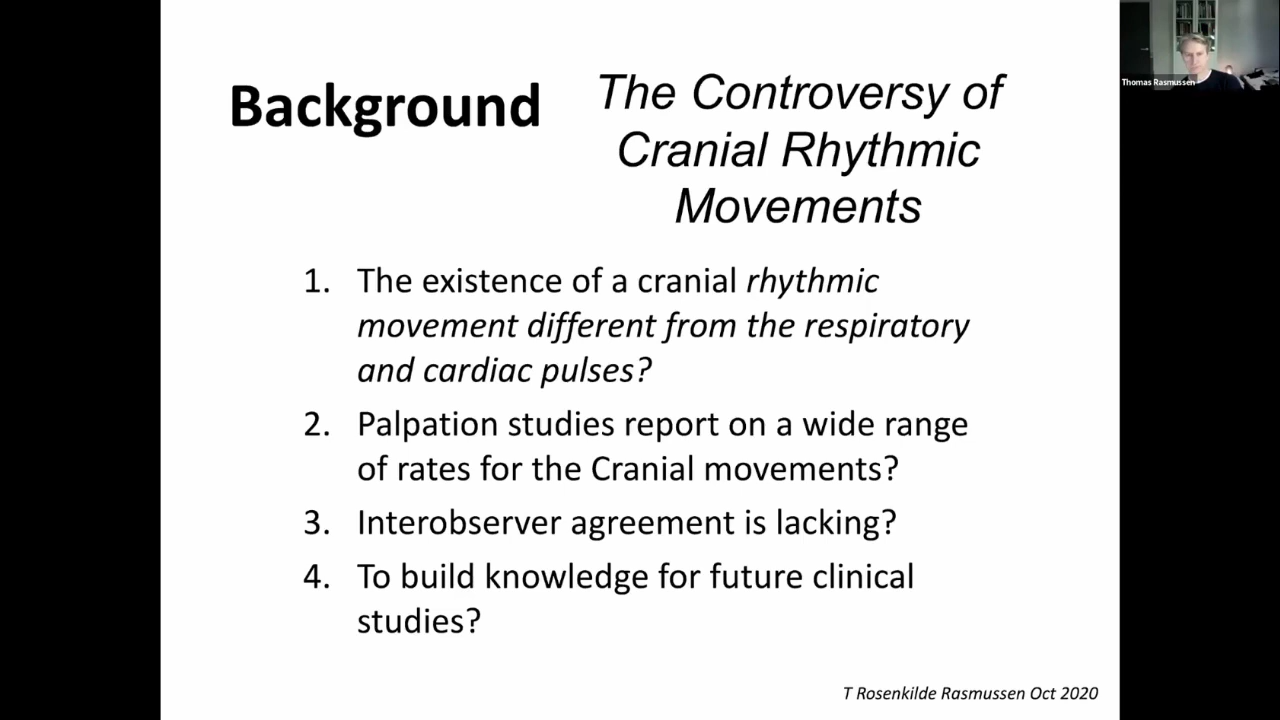 Background
The Controversy of
Cranial Rhythmic
Movements
1. The existence of a cranial rhythmic
movement different from the respiratory
and cardiac pulses?
2. Palpation studies report on a wide range
of rates for the Cranial movements?
3. Interobserver agreement is lacking?
4. To build knowledge for future clinical
studies?
T Rosenkilde Rasmussen Oct 2020
Thomas Rasmussen